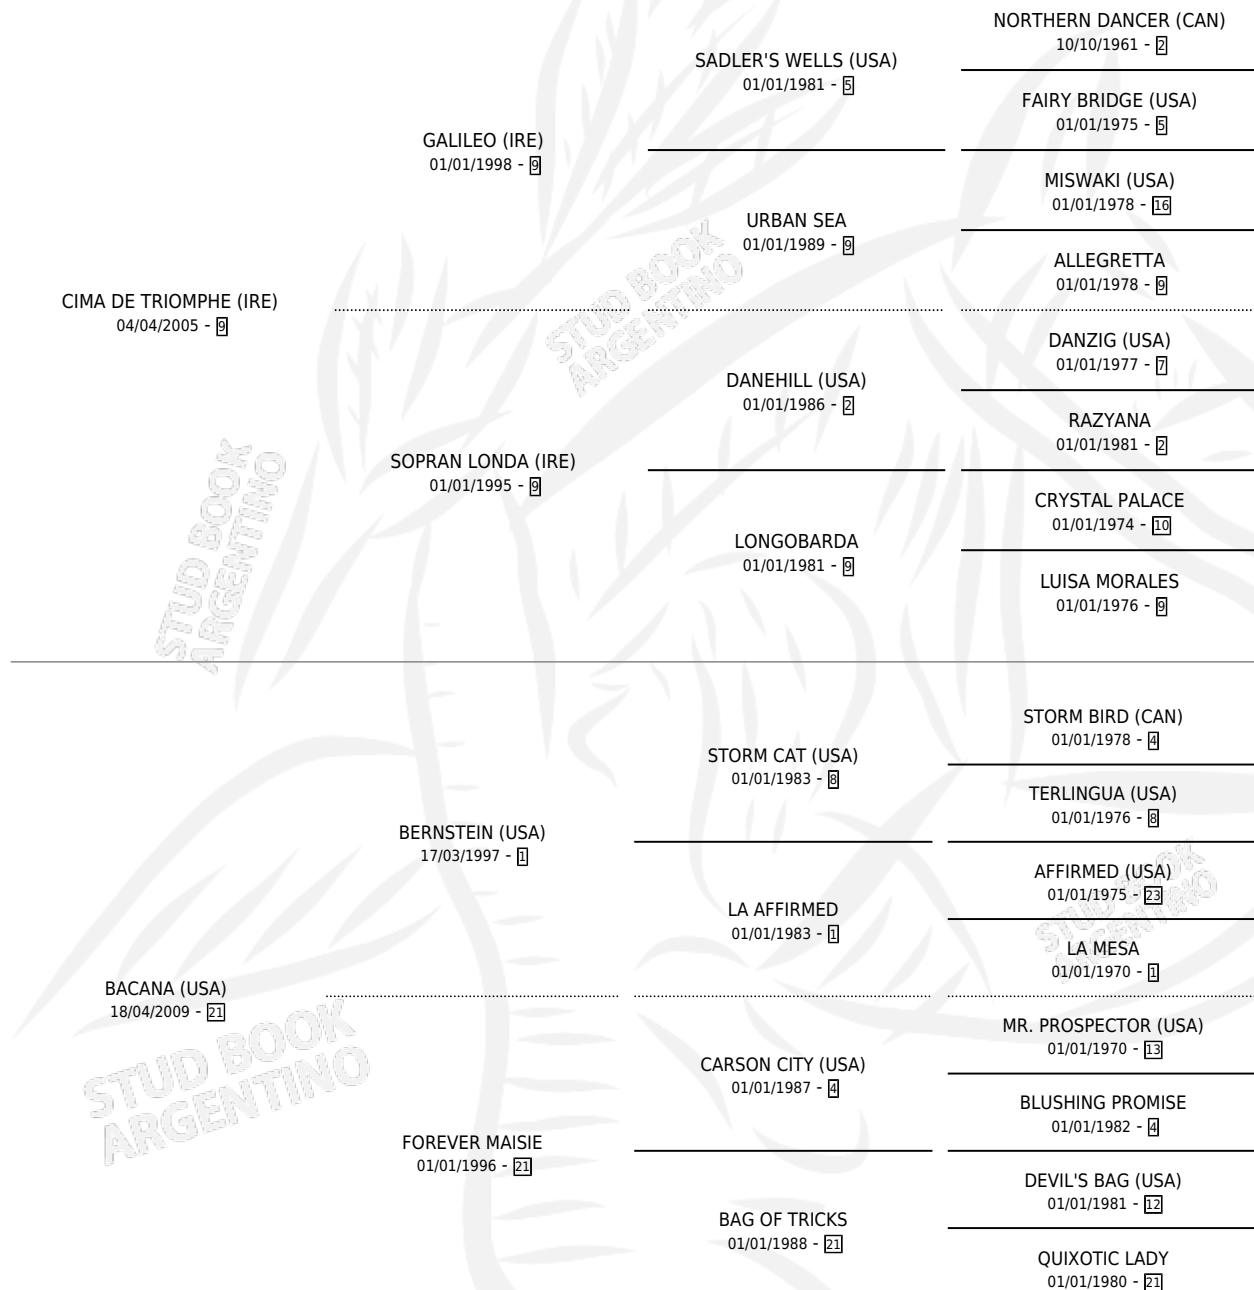 NORTHERN DANCER (CAN)
10/10/1961 - 2
SADLER'S WELLS (USA)
01/01/1981 - 5
FAIRY BRIDGE (USA)
01/01/1975 - 5
GALILEO (IRE)
01/01/1998 - 9
MISWAKI (USA)
01/01/1978 - 16
URBAN SEA
01/01/1989 - 9
ALLEGRETTA
01/01/1978 - 9
CIMA DE TRIOMPHE (IRE)
04/04/2005 - 9
STUD BOOK
ARGENTINO
DANZIG (USA)
01/01/1977 - 7
DANEHILL (USA)
01/01/1986 - 2
RAZYANA
01/01/1981 - 2
SOPRAN LONDA (IRE)
01/01/1995 - 9
CRYSTAL PALACE
01/01/1974 - 10
LONGOBARDA
01/01/1981 - 9
LUISA MORALES
01/01/1976 - 9
STUD BOOK
ARGENTINO
STORM BIRD (CAN)
01/01/1978 - 4
STORM CAT (USA)
01/01/1983 - 8
TERLINGUA (USA)
01/01/1976 - 8
BERNSTEIN (USA)
17/03/1997 - 1
AFFIRMED (USA)
01/01/1975 - 23
LA AFFIRMED
01/01/1983 - 1
STUD BOOK
ARGENTINO
LA MESA
01/01/1970 - 1
BACANA (USA)
18/04/2009 - 21
STUD BOOK
ARGENTINO
MR. PROSPECTOR (USA)
01/01/1970 - 13
CARSON CITY (USA)
01/01/1987 - 4
BLUSHING PROMISE
01/01/1982 - 4
FOREVER MAISIE
01/01/1996 - 21
DEVIL'S BAG (USA)
01/01/1981 - 12
BAG OF TRICKS
01/01/1988 - 21
QUIXOTIC LADY
01/01/1980 - 21